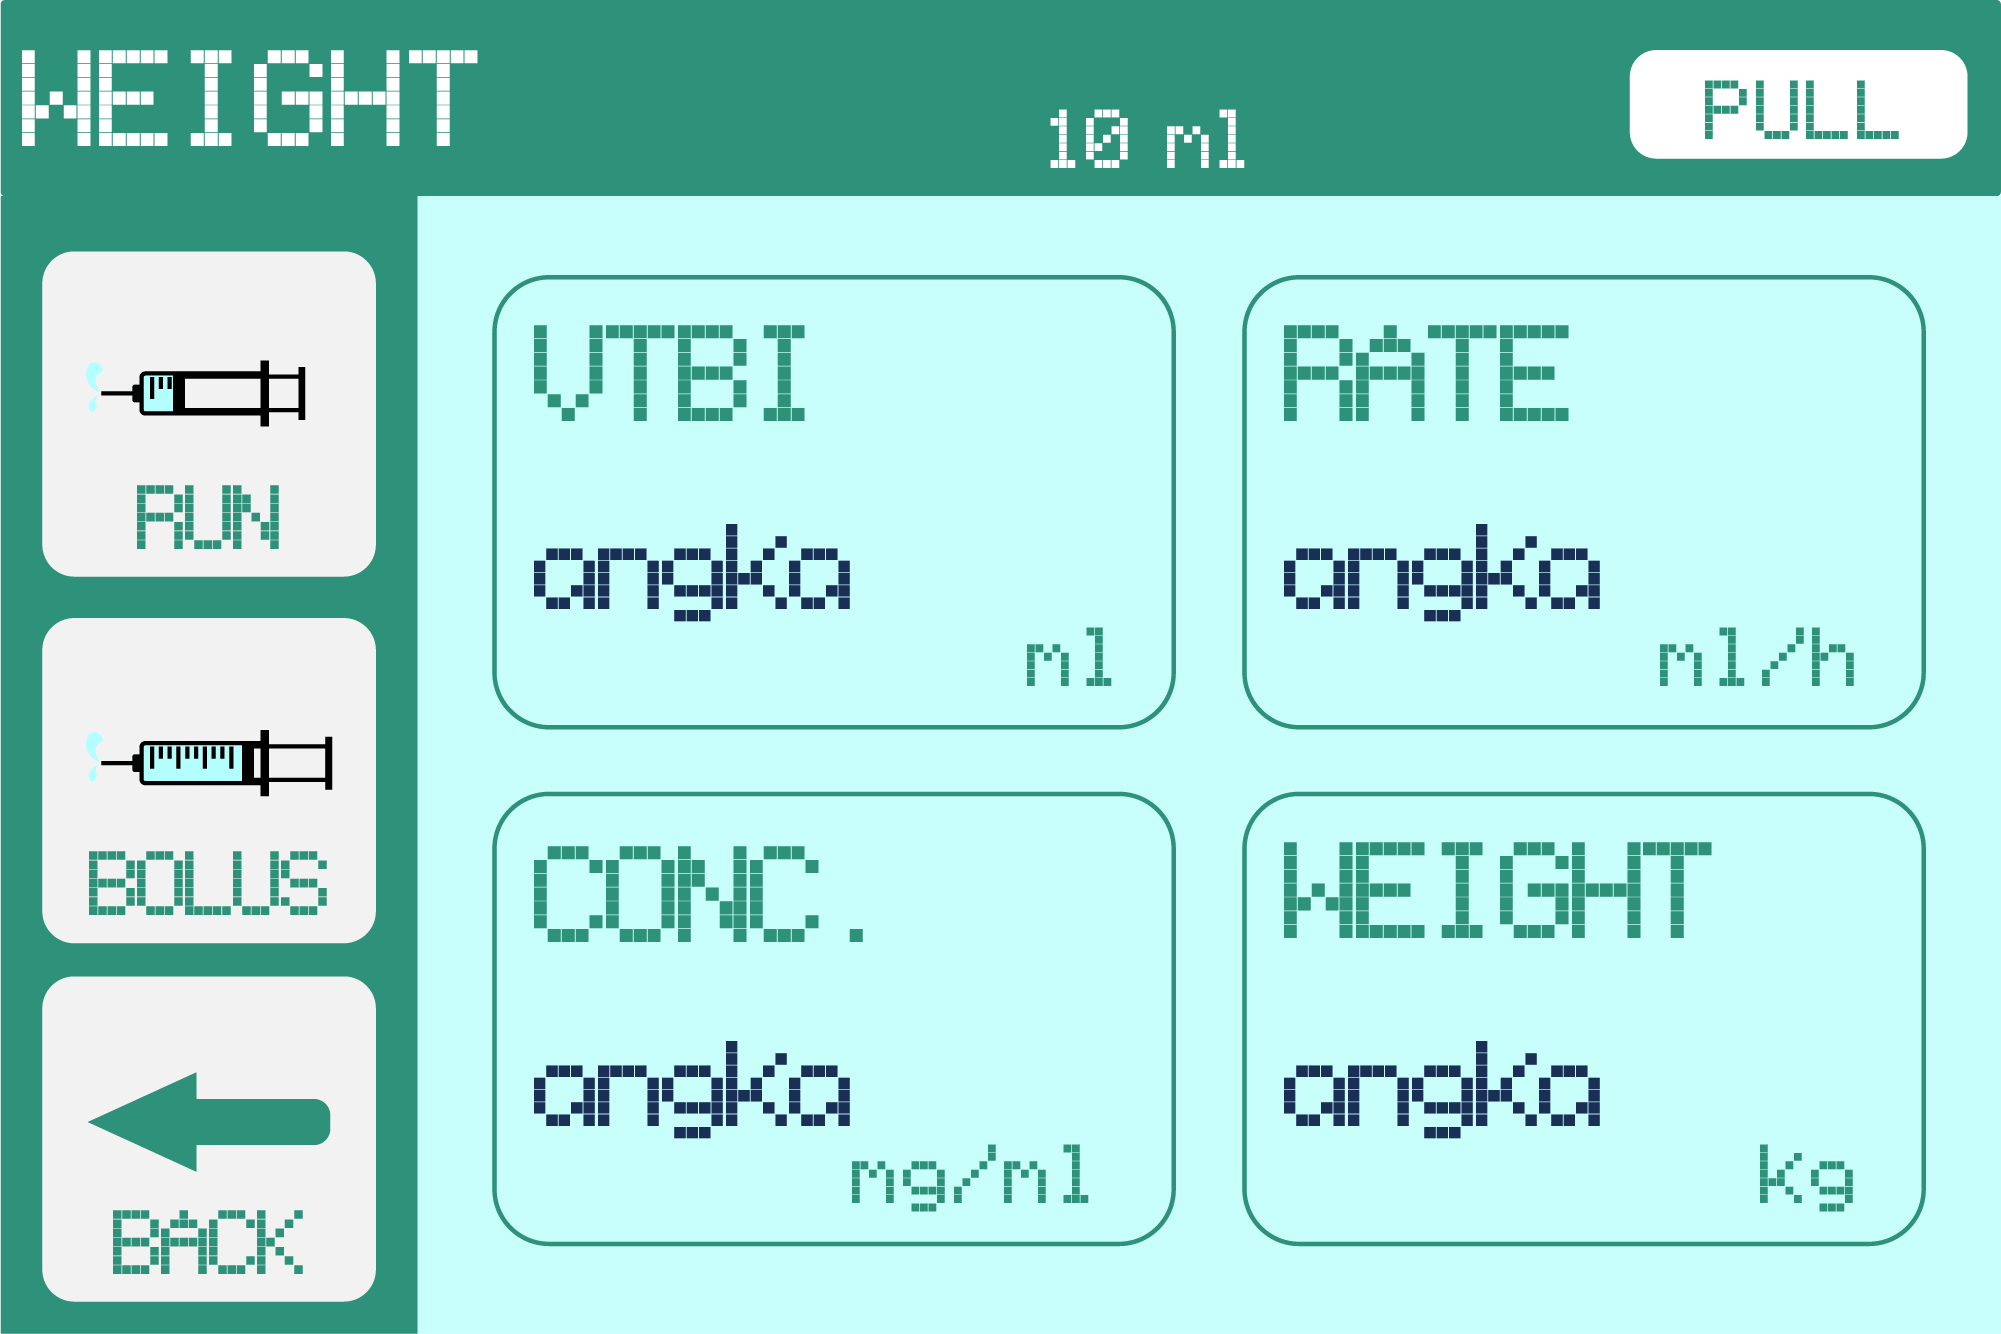 WEIGHT
10 ml
PULL
RUN
BOLUS
BACK
VTBI
angka
ml
RATE
angka
ml/h
CONC.
angka
mg/ml
WEIGHT
angka
kg